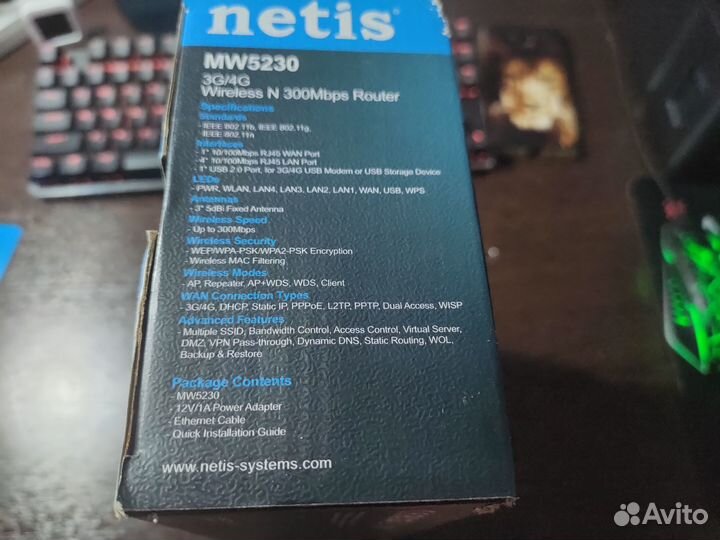 netis
MW5230
3G/4G
Wireless N 300Mbps Router
Specifications
Standards
- IEEE 802.11b, IEEE 802.11g,
IEEE 802.11n
Interfaces
- 1* 10/100Mbps RJ45 WAN Port
- 4* 10/100Mbps RJ45 LAN Port
- 1* USB 2.0 Port, for 3G/4G USB Modem or USB Storage Device
LEDs
- PWR, WLAN, LAN4, LAN3, LAN2, LAN1, WAN, USB, WPS
Antennas
- 3* 5dBi Fixed Antenna
Wireless Speed
- Up to 300Mbps
Wireless Security
- WEP/WPA-PSK/WPA2-PSK Encryption
- Wireless MAC Filtering
Wireless Modes
- AP, Repeater, AP+WDS, WDS, Client
WAN Connection Types
- 3G/4G, DHCP, Static IP, PPPoE, L2TP, PPTP, Dual Access, WISP
Advanced Features
- Multiple SSID, Bandwidth Control, Access Control, Virtual Server,
DMZ, VPN Pass-through, Dynamic DNS, Static Routing, WOL,
Backup & Restore
Package Contents
- MW5230
- 12V/1A Power Adapter
- Ethernet Cable
- Quick Installation Guide
www.netis-systems.com
Avito